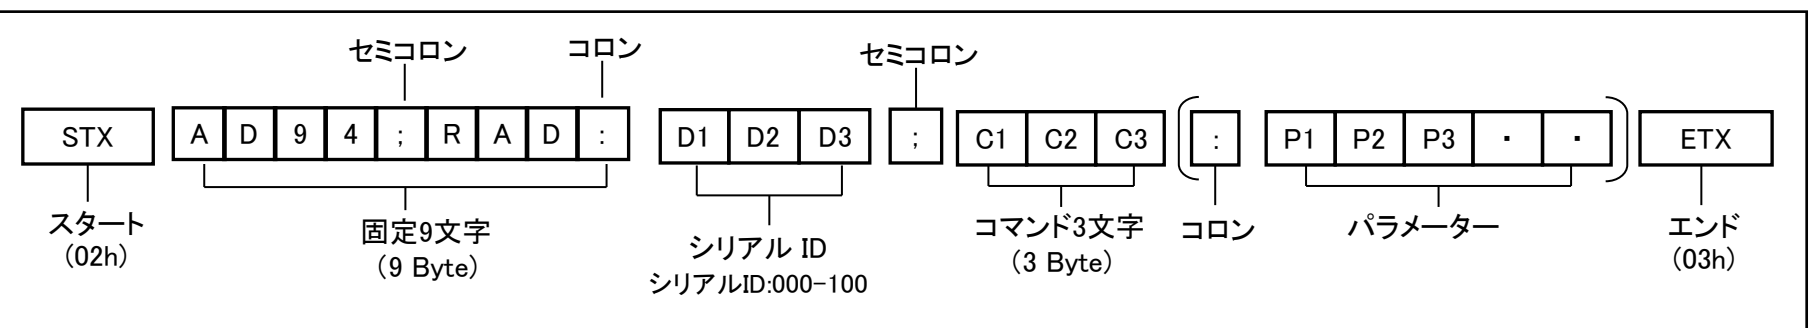 セミコロン コロン セミコロン
STX A D 9 4 ; R A D : D1 D2 D3 ; C1 C2 C3 ( : P1 P2 P3 ・ ・ ) ETX
スタート 固定9文字 シリアル ID コマンド3文字 コロン パラメーター エンド
(02h) (9 Byte) シリアルID:000-100 (3 Byte) (03h)